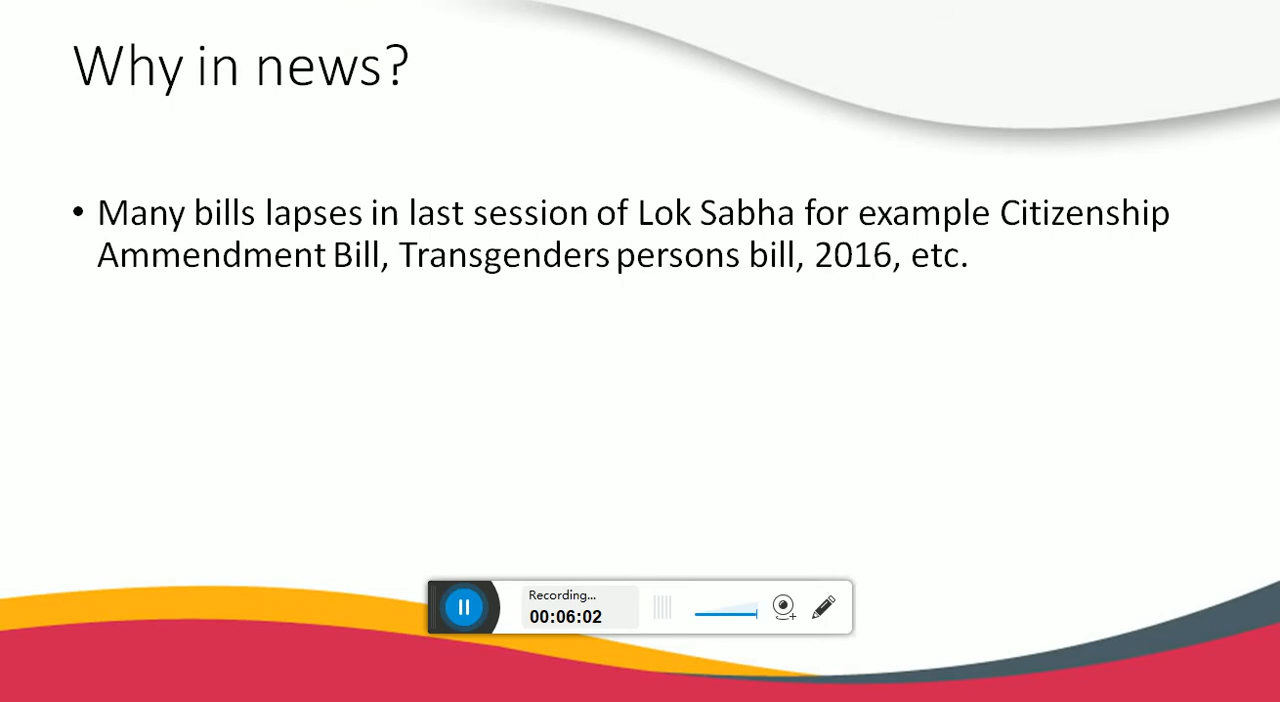 Why in news?
• Many bills lapses in last session of Lok Sabha for example Citizenship
Ammendment Bill, Transgenders persons bill, 2016, etc.
Recording...
00:06:02